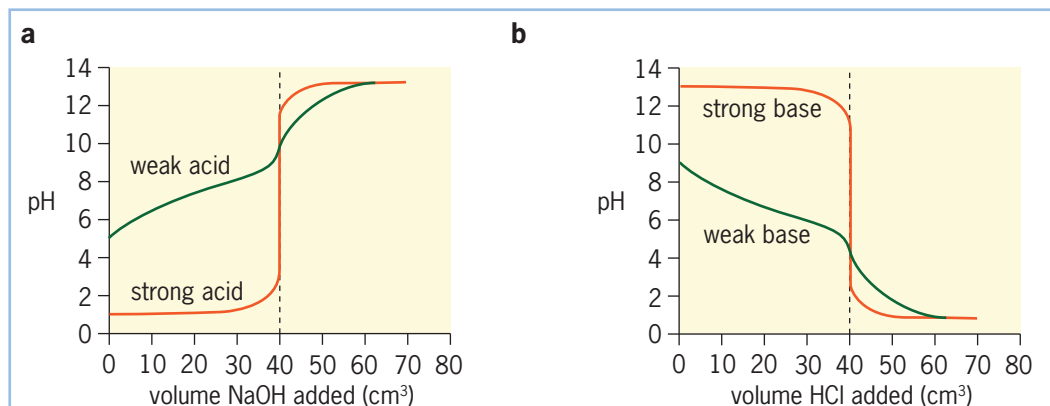 a
14
12
10
8
6
4
2
0
pH
weak acid
strong acid
0 10 20 30 40 50 60 70 80
volume NaOH added (cm³)
b
14
12
10
8
6
4
2
0
pH
strong base
weak base
0 10 20 30 40 50 60 70 80
volume HCl added (cm³)